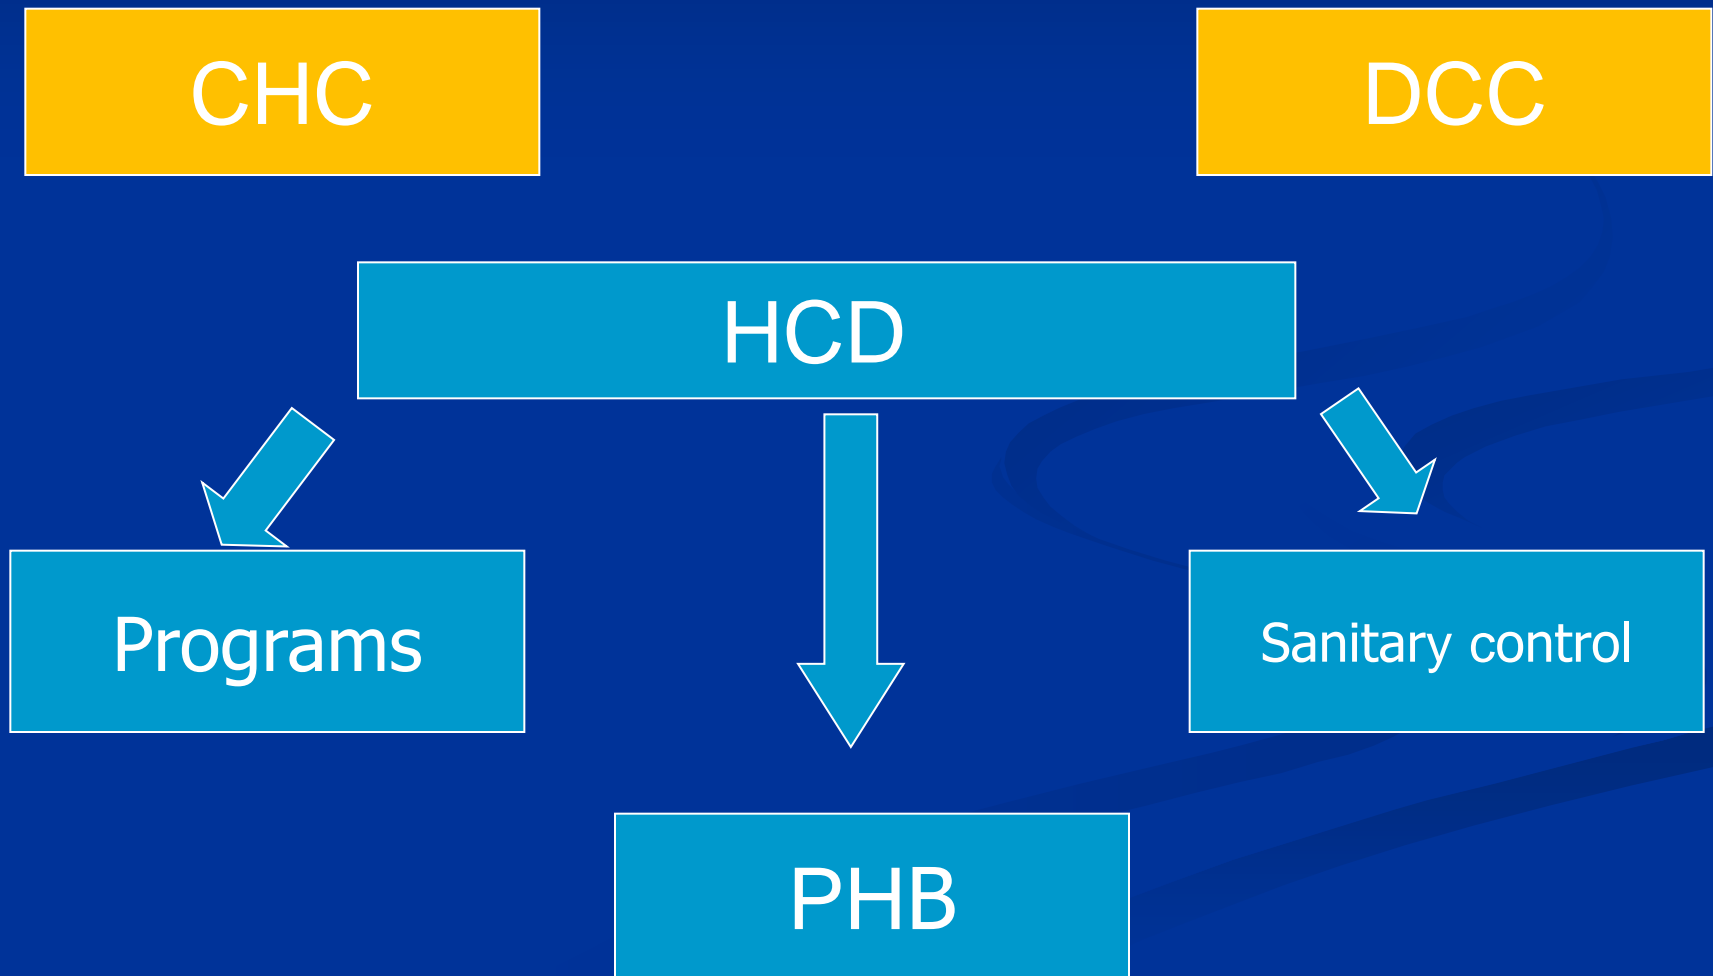 CHC
DCC
HCD
Programs
Sanitary control
PHB